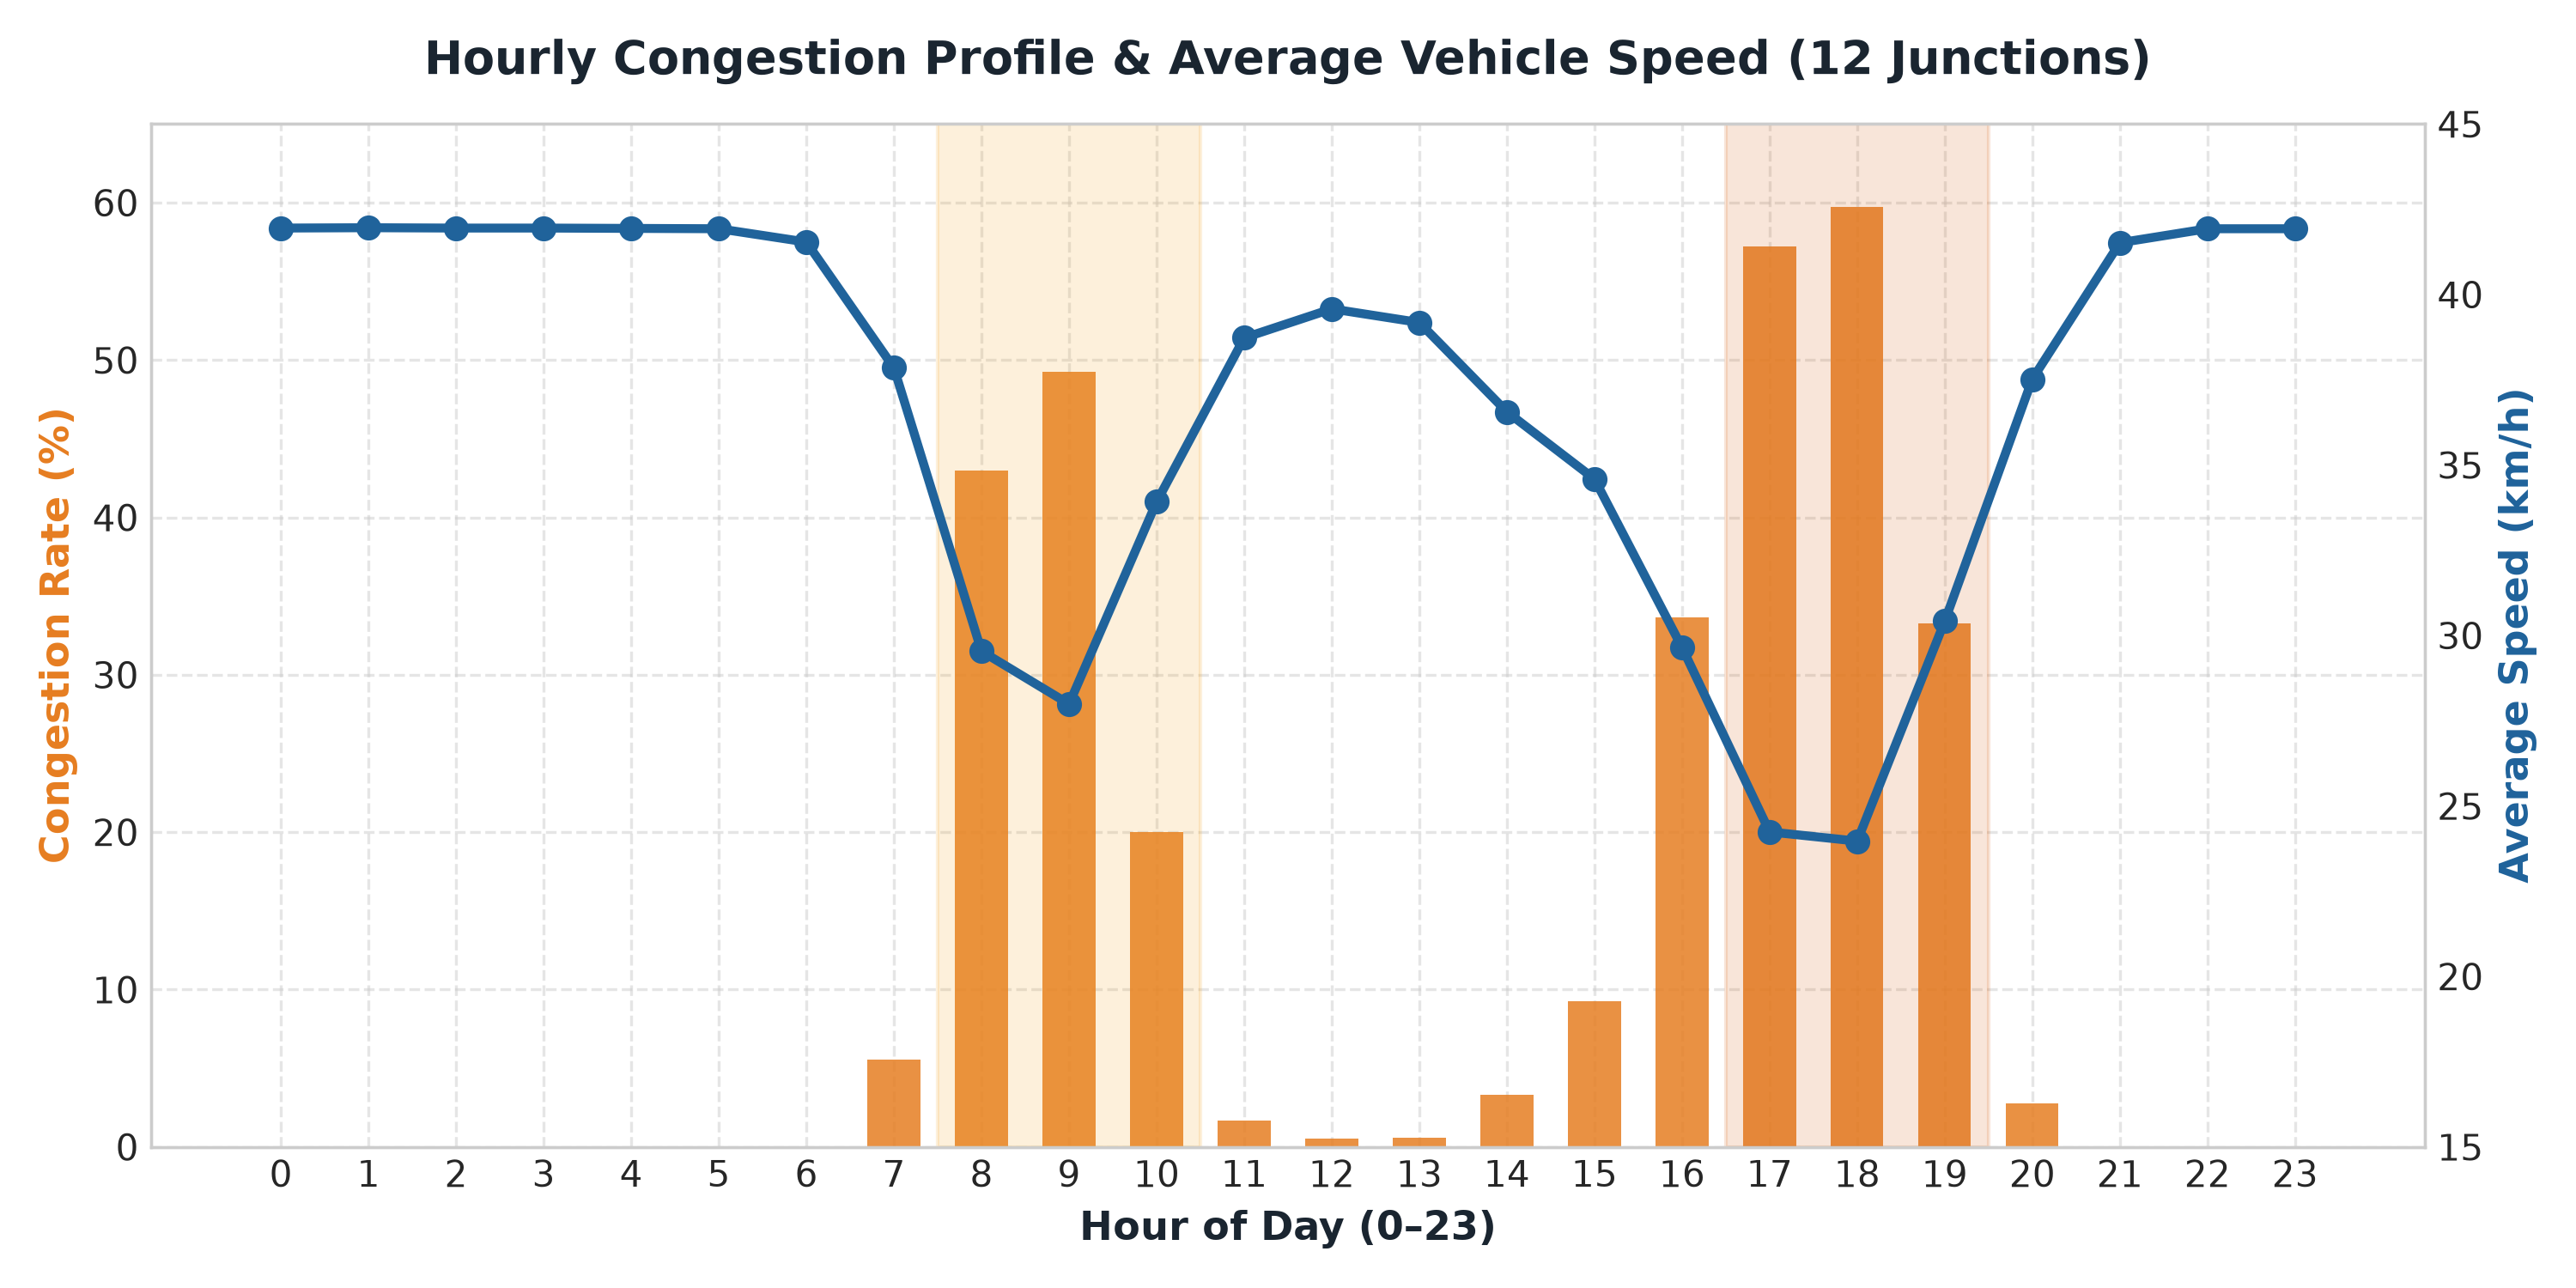 Hourly Congestion Profile & Average Vehicle Speed (12 Junctions)
Congestion Rate (%)
60
50
40
30
20
10
0
45
40
35
30
25
20
15
Average Speed (km/h)
0 1 2 3 4 5 6 7 8 9 10 11 12 13 14 15 16 17 18 19 20 21 22 23
Hour of Day (0–23)